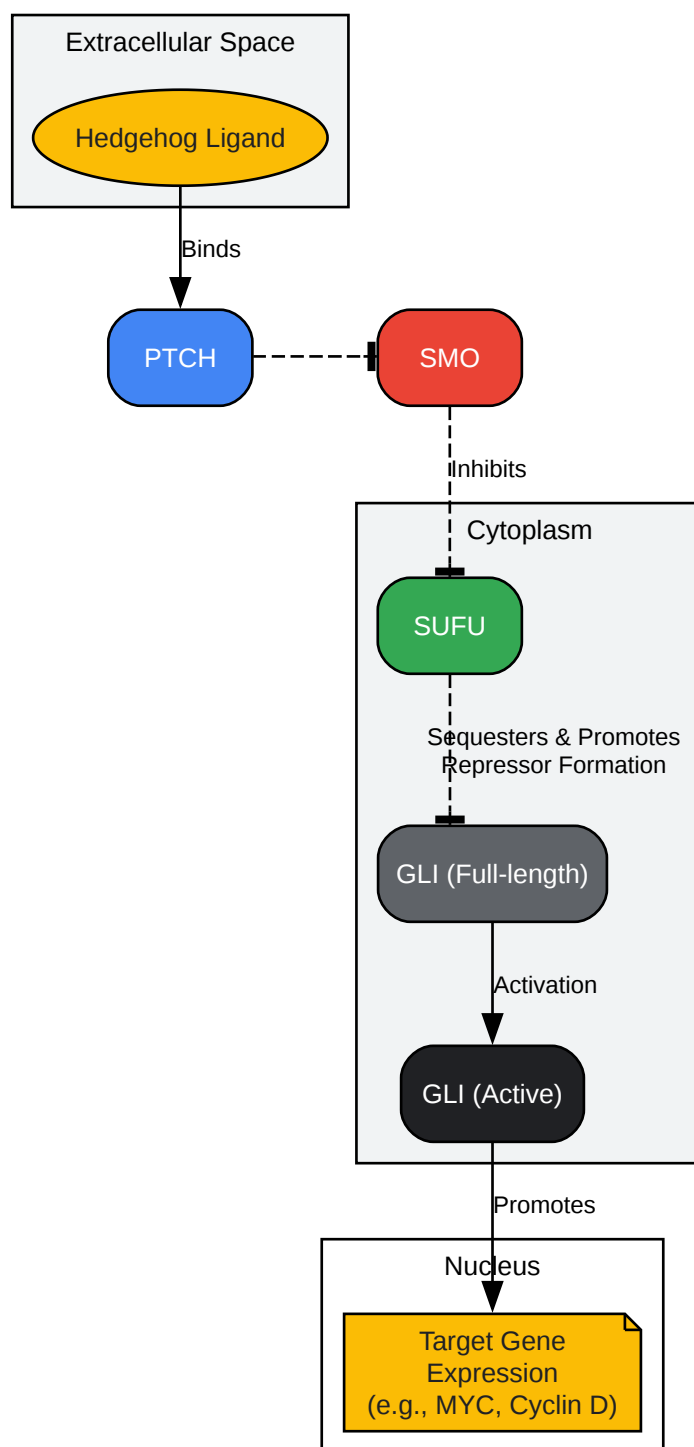 Extracellular Space
Hedgehog Ligand
Binds
PTCH
SMO
Inhibits
Cytoplasm
SUFU
Sequesters & Promotes
Repressor Formation
GLI (Full-length)
Activation
GLI (Active)
Promotes
Nucleus
Target Gene
Expression
(e.g., MYC, Cyclin D)